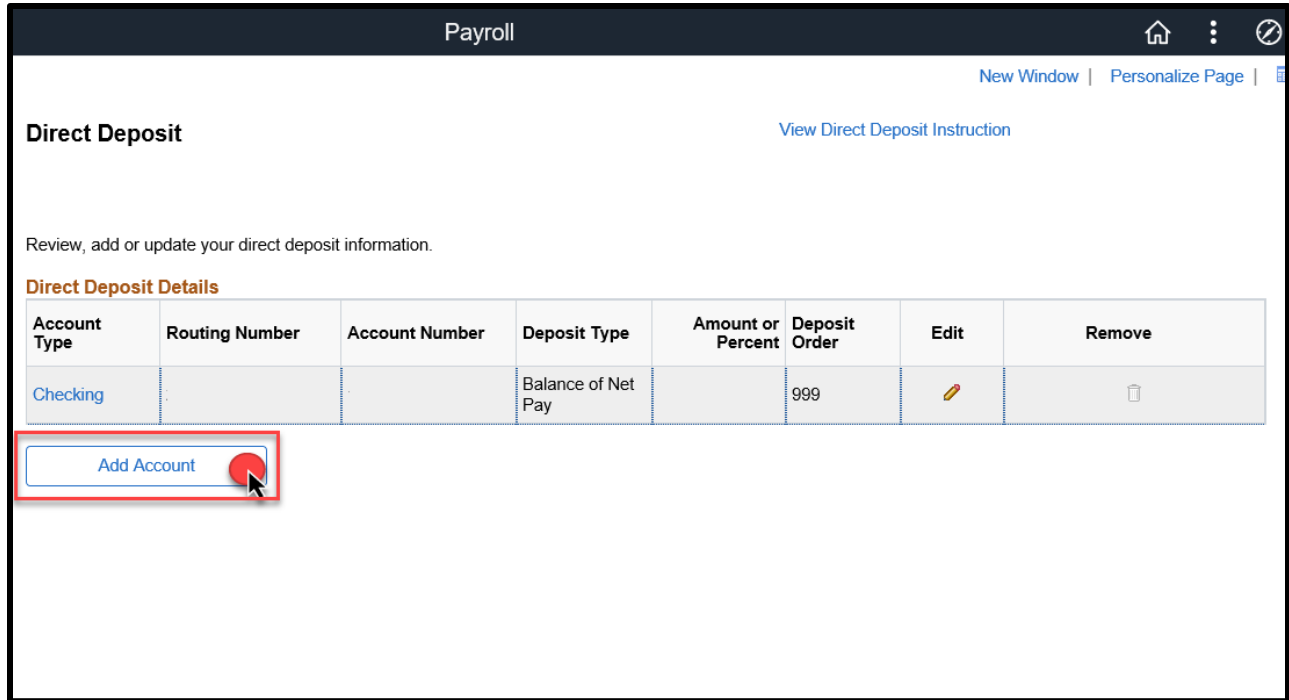 Payroll
New Window | Personalize Page |
Direct Deposit
View Direct Deposit Instruction
Review, add or update your direct deposit information.
Direct Deposit Details
Account Type Routing Number Account Number Deposit Type Amount or Percent Deposit Order Edit Remove
Checking Balance of Net Pay 999
Add Account